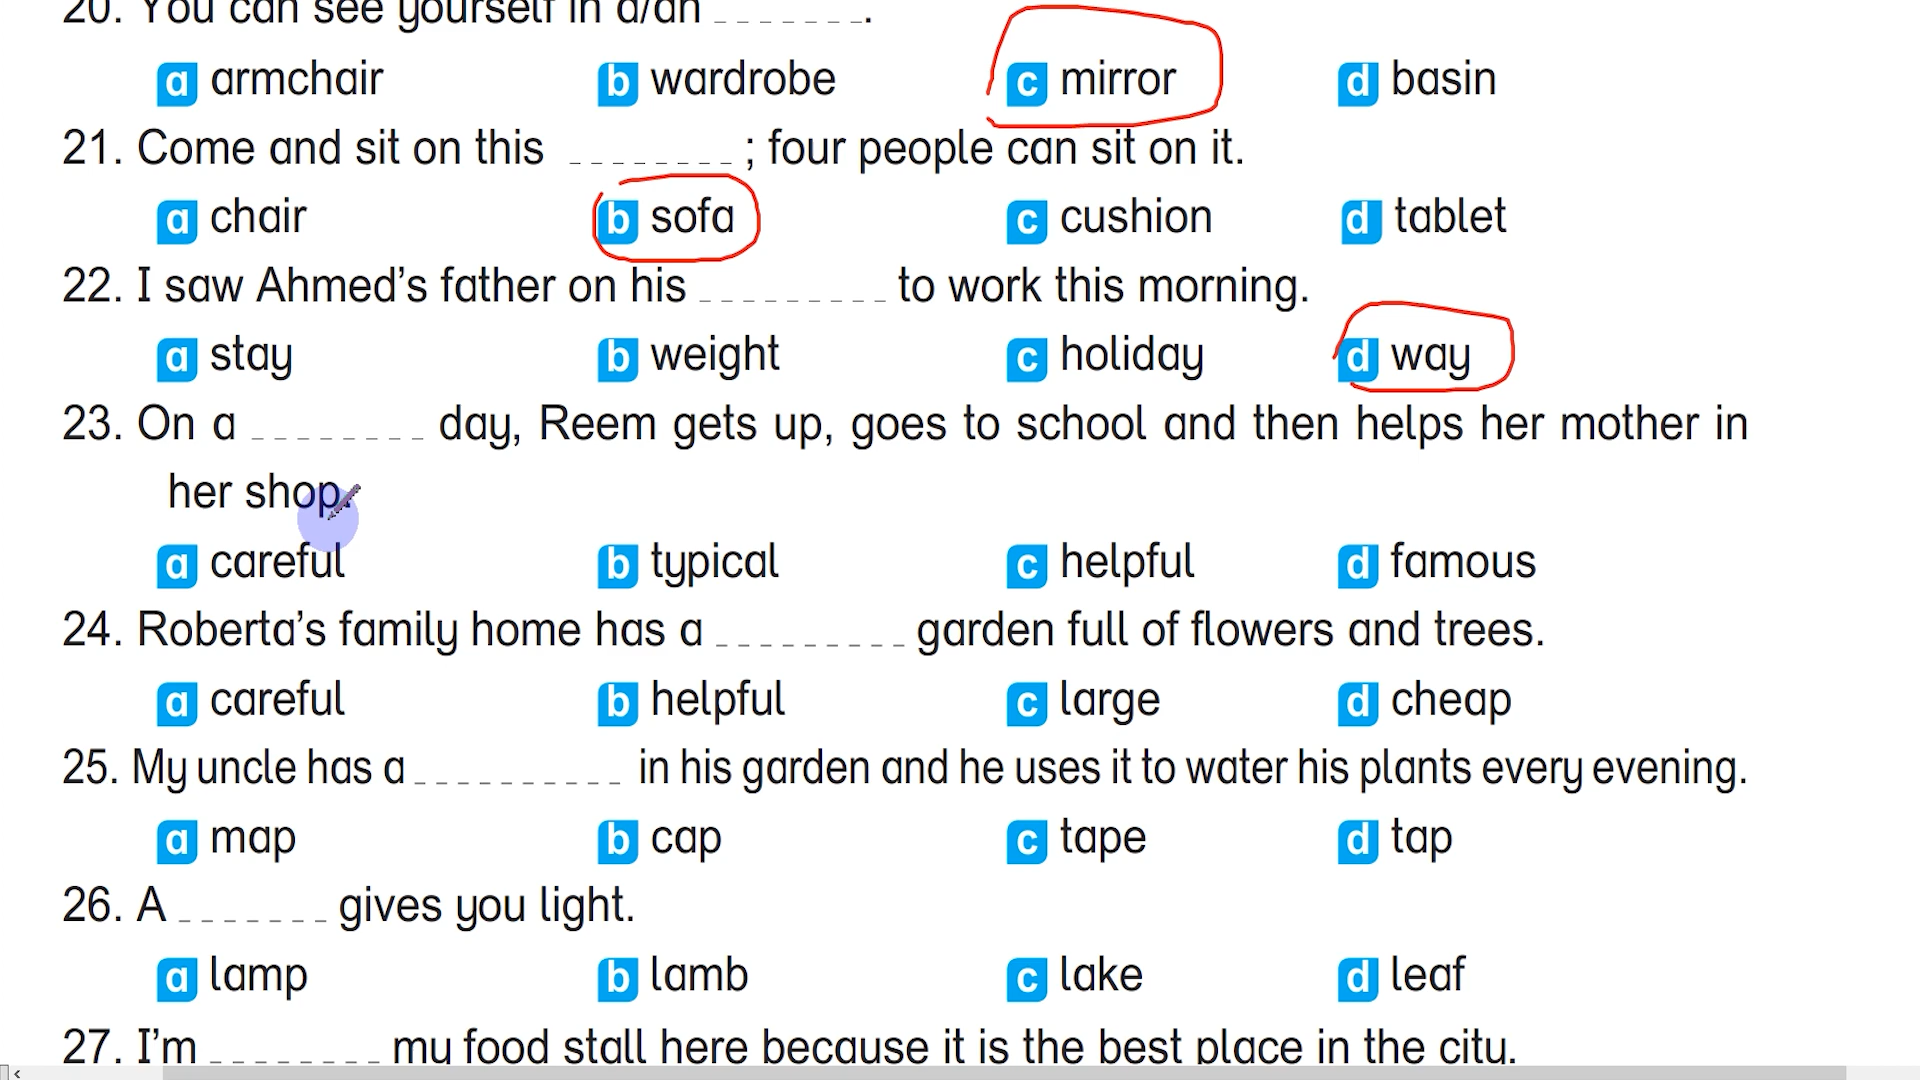 20. You can see yourself in a/an _______.
a armchair b wardrobe c mirror d basin
21. Come and sit on this ________ ; four people can sit on it.
a chair b sofa c cushion d tablet
22. I saw Ahmed’s father on his _________ to work this morning.
a stay b weight c holiday d way
23. On a ________ day, Reem gets up, goes to school and then helps her mother in
her shop.
a careful b typical c helpful d famous
24. Roberta’s family home has a _________ garden full of flowers and trees.
a careful b helpful c large d cheap
25. My uncle has a __________ in his garden and he uses it to water his plants every evening.
a map b cap c tape d tap
26. A _______ gives you light.
a lamp b lamb c lake d leaf
27. I’m ________ my food stall here because it is the best place in the city.